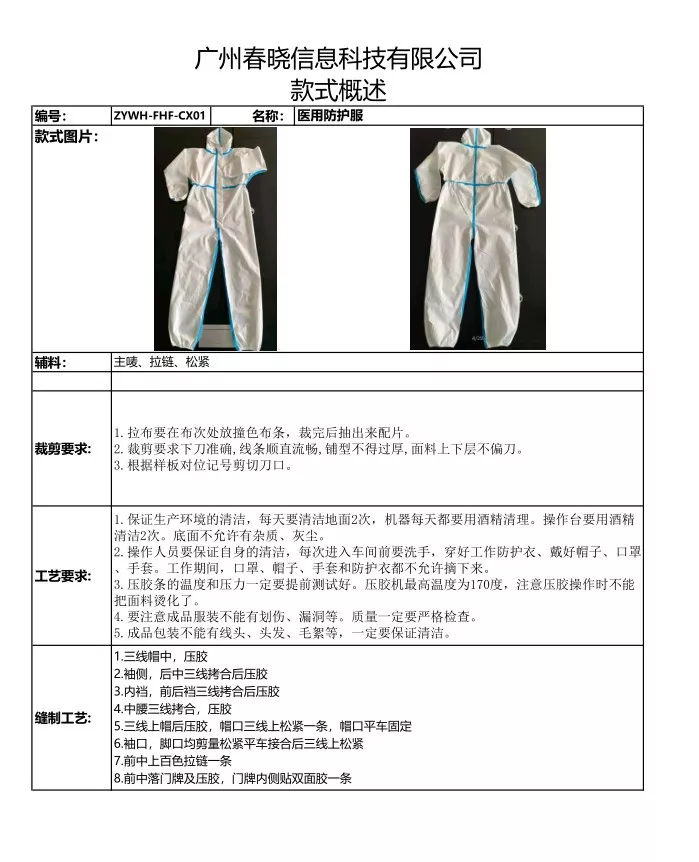 广州春晓信息科技有限公司
款式概述
编号： ZYWH-FHF-CX01 名称： 医用防护服
款式图片：
辅料： 主唛、拉链、松紧
裁剪要求:
1.拉布要在布次处放撞色布条，裁完后抽出来配片。
2.裁剪要求下刀准确,线条顺直流畅,铺型不得过厚,面料上下层不偏刀。
3.根据样板对位记号剪切刀口。
工艺要求:
1.保证生产环境的清洁，每天要清洁地面2次，机器每天都要用酒精清理。操作台要用酒精
清洁2次。底面不允许有杂质、灰尘。
2.操作人员要保证自身的清洁，每次进入车间前要洗手，穿好工作防护衣、戴好帽子、口罩
、手套。工作期间，口罩、帽子、手套和防护衣都不允许摘下来。
3.压胶条的温度和压力一定要提前测试好。压胶机最高温度为170度，注意压胶操作时不能
把面料烫化了。
4.要注意成品服装不能有划伤、漏洞等。质量一定要严格检查。
5.成品包装不能有线头、头发、毛絮等，一定要保证清洁。
缝制工艺:
1.三线帽中，压胶
2.袖侧，后中三线拷合后压胶
3.内裆，前后裆三线拷合后压胶
4.中腰三线拷合，压胶
5.三线上帽后压胶，帽口三线上松紧一条，帽口平车固定
6.袖口，脚口均剪量松紧平车接合后三线上松紧
7.前中上百色拉链一条
8.前中落门牌及压胶，门牌内侧贴双面胶一条